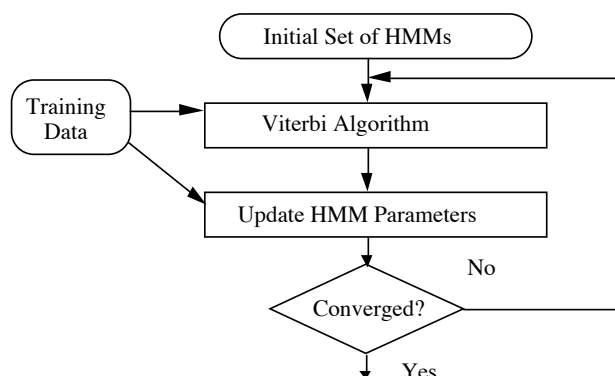 Initial Set of HMMs
Training
Data
Viterbi Algorithm
Update HMM Parameters
No
Converged?
Yes